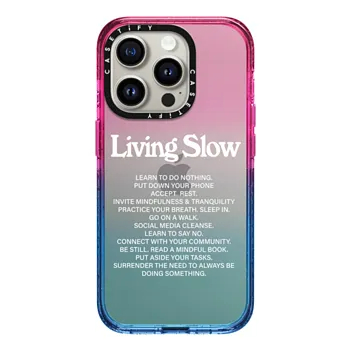 CASETiFY
Living Slow
LEARN TO DO NOTHING.
PUT DOWN YOUR PHONE
ACCEPT. REST.
INVITE MINDFULNESS & TRANQUILITY
PRACTICE YOUR BREATH. SLEEP IN.
GO ON A WALK.
SOCIAL MEDIA CLEANSE.
LEARN TO SAY NO.
CONNECT WITH YOUR COMMUNITY.
BE STILL. READ A MINDFUL BOOK.
PUT ASIDE YOUR TASKS.
SURRENDER THE NEED TO ALWAYS BE
DOING SOMETHING.